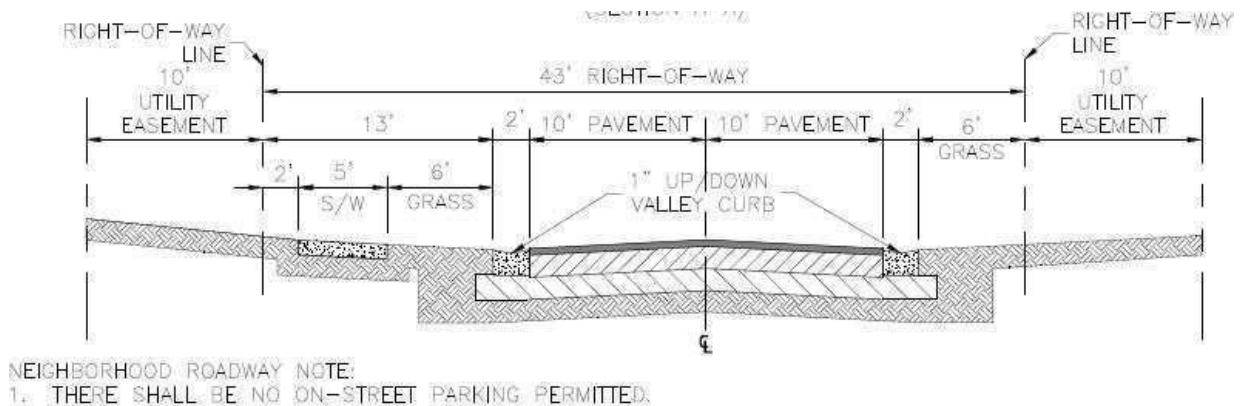 RIGHT-OF-WAY
LINE
RIGHT-OF-WAY
LINE
43' RIGHT-OF-WAY
10'
UTILITY
EASEMENT
10'
UTILITY
EASEMENT
13'
2'
10' PAVEMENT
10' PAVEMENT
2'
6'
GRASS
2'
5'
S/W
6'
GRASS
1" UP/DOWN
VALLEY CURB
NEIGHBORHOOD ROADWAY NOTE:
1. THERE SHALL BE NO ON-STREET PARKING PERMITTED.